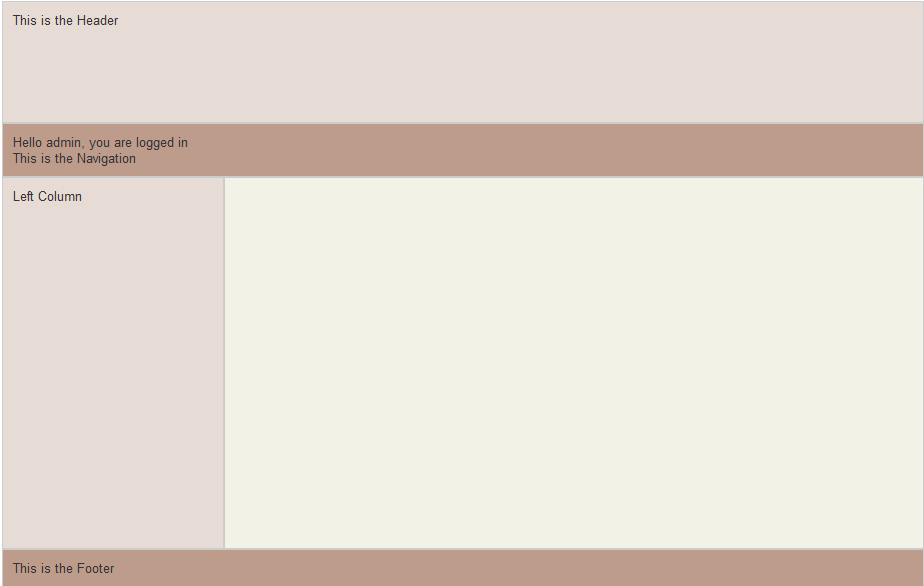 This is the Header
Hello admin, you are logged in
This is the Navigation
Left Column
This is the Footer